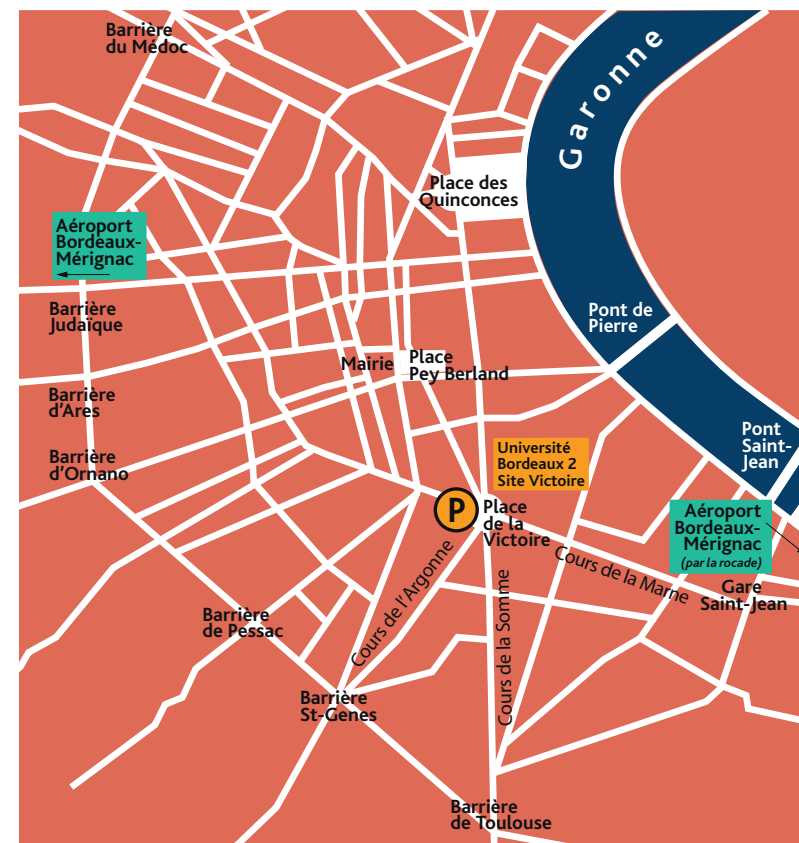 Barrière
du Médoc
Garonne
Place des
Quinconces
Aéroport
Bordeaux-
Mérignac
Barrière
Judaïque
Pont de
Pierre
Mairie
Place
Pey Berland
Barrière
d'Ares
Barrière
d'Ornano
Université
Bordeaux 2
Site Victoire
Pont
Saint-
Jean
P
Place
de la
Victoire
Aéroport
Bordeaux-
Mérignac
(par la rocade)
Cours de la Marne
Gare
Saint-Jean
Cours de l'Argonne
Cours de la Somme
Barrière
de Pessac
Barrière
St-Genes
Barrière
de Toulouse